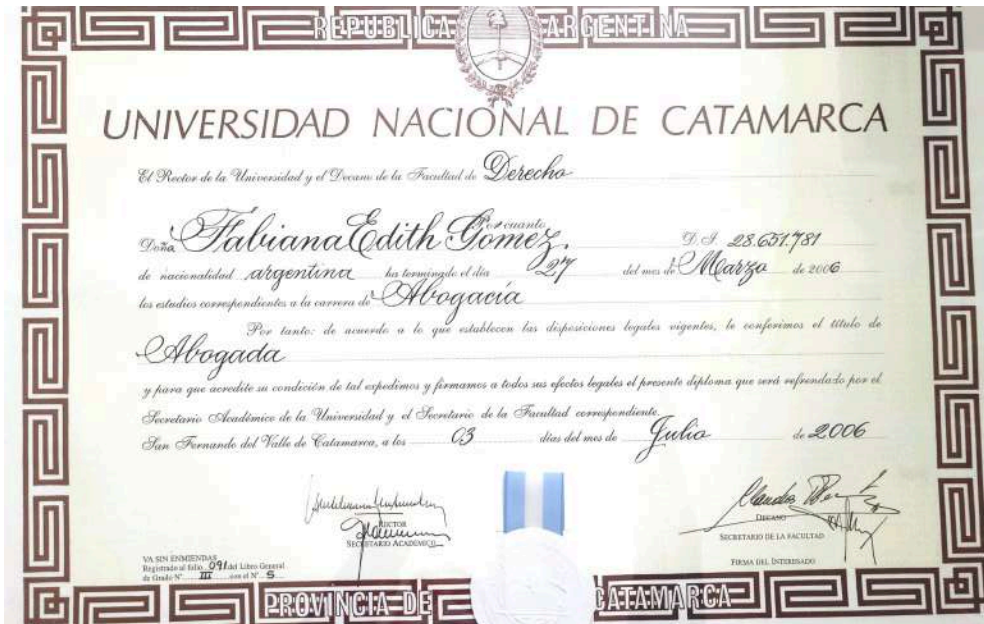 REPUBLICA ARGENTINA
UNIVERSIDAD NACIONAL DE CATAMARCA
El Rector de la Universidad y el Decano de la Facultad de Derecho
Por cuanto
Doña Fabiana Edith Gomez. D.I. 28.651.781
de nacionalidad argentina ha terminado el día 27 del mes de Marzo de 2006
los estudios correspondientes a la carrera de Abogacía
Por tanto: de acuerdo a lo que establecen las disposiciones legales vigentes, le conferimos el título de
Abogada
y para que acredite su condición de tal expedimos y firmamos a todos sus efectos legales el presente diploma que será refrendado por el
Secretario Académico de la Universidad y el Secretario de la Facultad correspondiente.
San Fernando del Valle de Catamarca, a los 03 días del mes de Julio de 2006
RECTOR
SECRETARIO ACADEMICO
DECANO
SECRETARIO DE LA FACULTAD
FIRMA DEL INTERESADO
VA SIN ENMIENDAS
Registrado al folio 091 del Libro General
de Grado Nº III con el Nº 5
PROVINCIA DE CATAMARCA